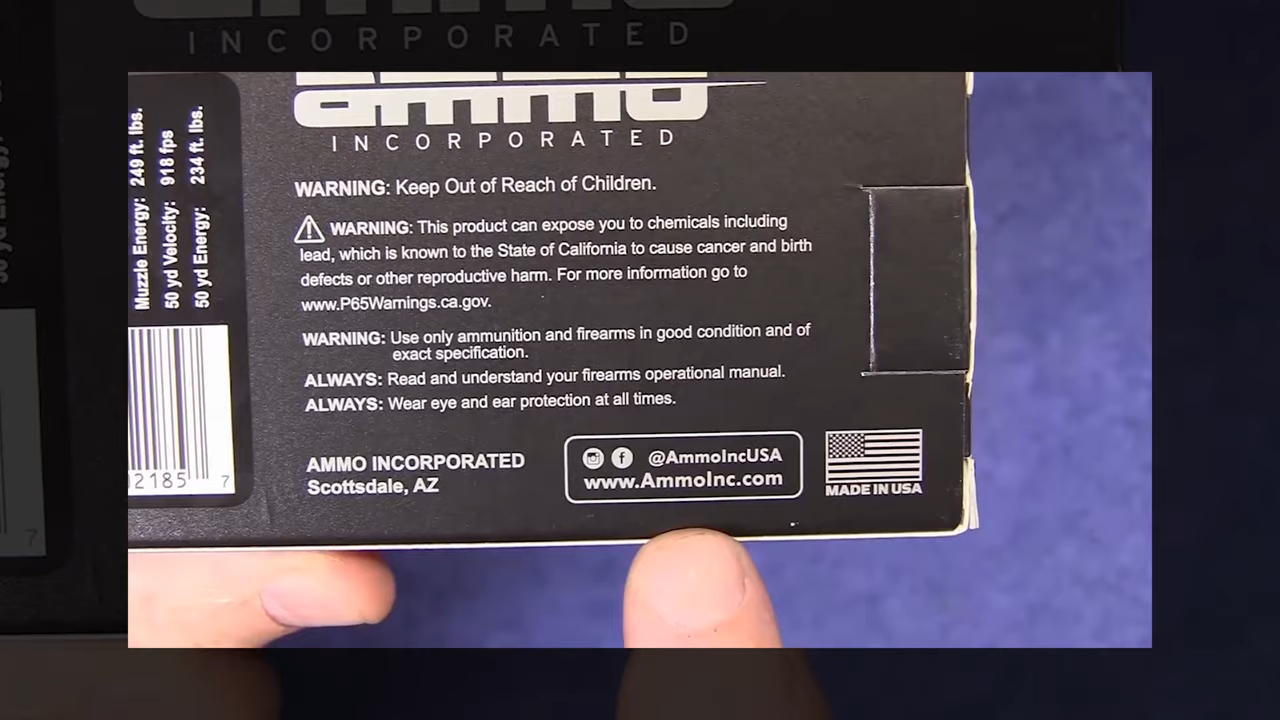 INCORPORATED
ammo
INCORPORATED
Muzzle Energy: 249 ft. lbs.
50 yd Velocity: 918 fps
50 yd Energy: 234 ft. lbs.
2185 7
WARNING: Keep Out of Reach of Children.
WARNING: This product can expose you to chemicals including
lead, which is known to the State of California to cause cancer and birth
defects or other reproductive harm. For more information go to
www.P65Warnings.ca.gov.
WARNING: Use only ammunition and firearms in good condition and of
exact specification.
ALWAYS: Read and understand your firearms operational manual.
ALWAYS: Wear eye and ear protection at all times.
AMMO INCORPORATED
Scottsdale, AZ
@AmmoIncUSA
www.AmmoInc.com
MADE IN USA